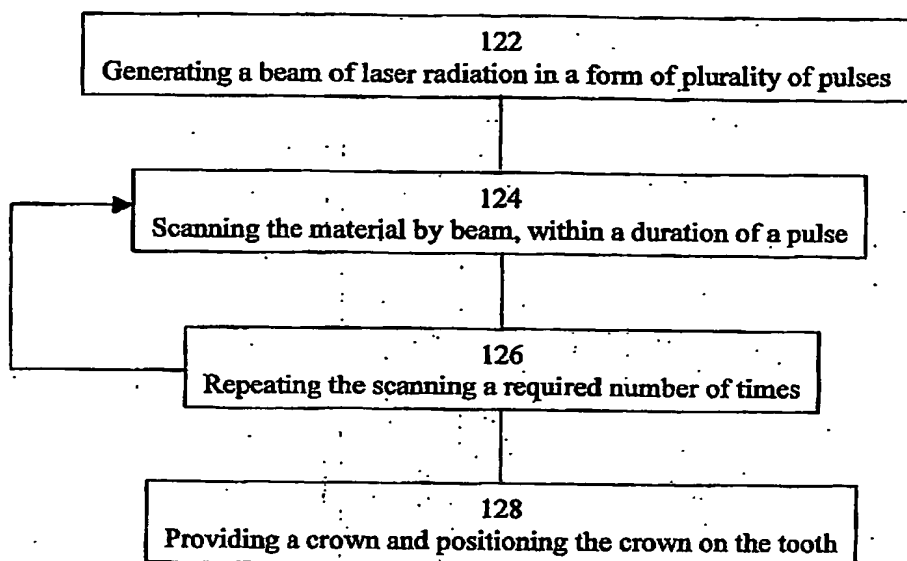 122
Generating a beam of laser radiation in a form of plurality of pulses
124
Scanning the material by beam, within a duration of a pulse
126
Repeating the scanning a required number of times
128
Providing a crown and positioning the crown on the tooth